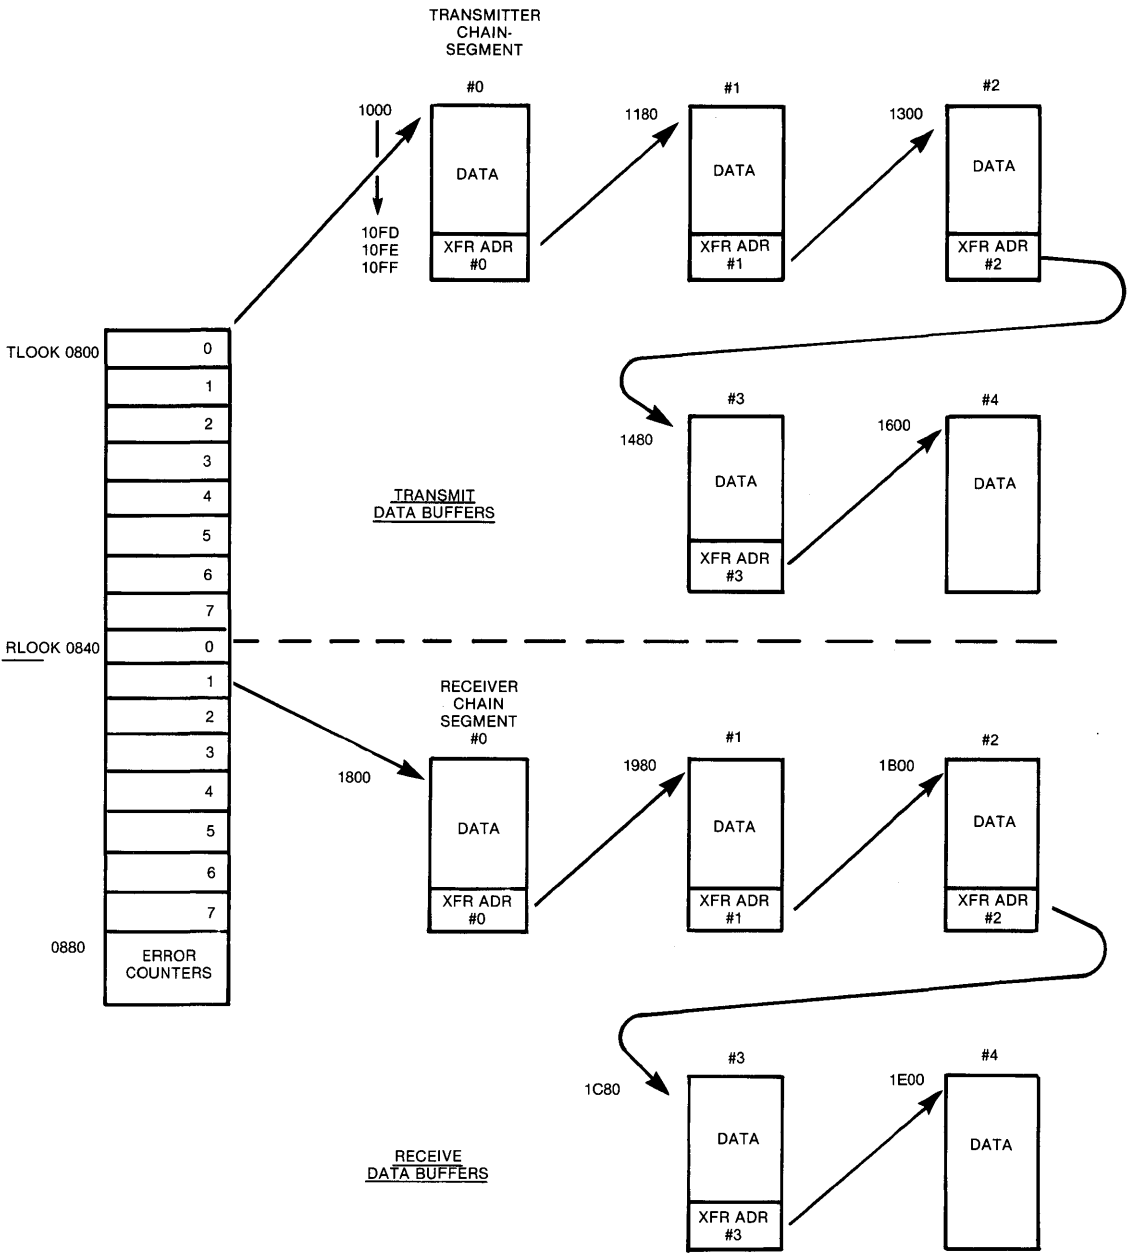 TRANSMITTER
CHAIN-
SEGMENT
#0
#1
#2
1000
1180
1300
DATA
DATA
DATA
10FD
10FE
10FF
XFR ADR
#0
XFR ADR
#1
XFR ADR
#2
TLOOK 0800
0
1
2
3
4
5
6
7
#3
#4
1480
1600
DATA
DATA
XFR ADR
#3
TRANSMIT
DATA BUFFERS
RLOOK 0840
0
1
2
3
4
5
6
7
0880
ERROR
COUNTERS
RECEIVER
CHAIN
SEGMENT
#0
#1
#2
1800
1980
1B00
DATA
DATA
DATA
XFR ADR
#0
XFR ADR
#1
XFR ADR
#2
#3
#4
1C80
1E00
DATA
DATA
XFR ADR
#3
RECEIVE
DATA BUFFERS